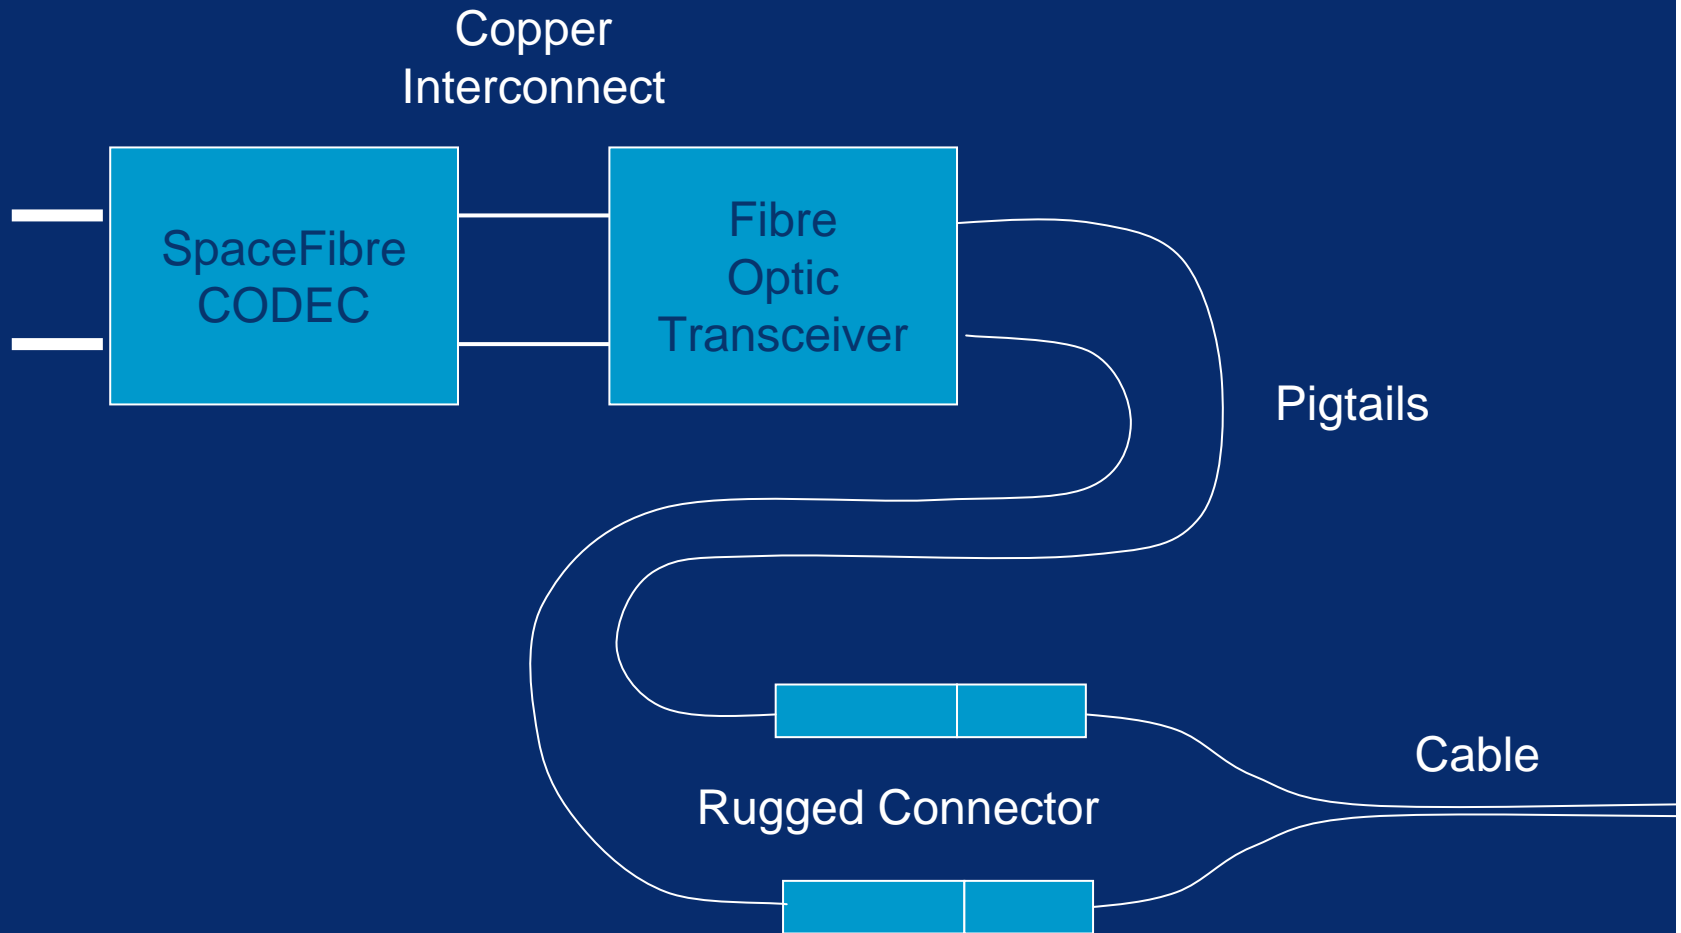 Copper
Interconnect
SpaceFibre
CODEC
Fibre
Optic
Transceiver
Pigtails
Cable
Rugged Connector